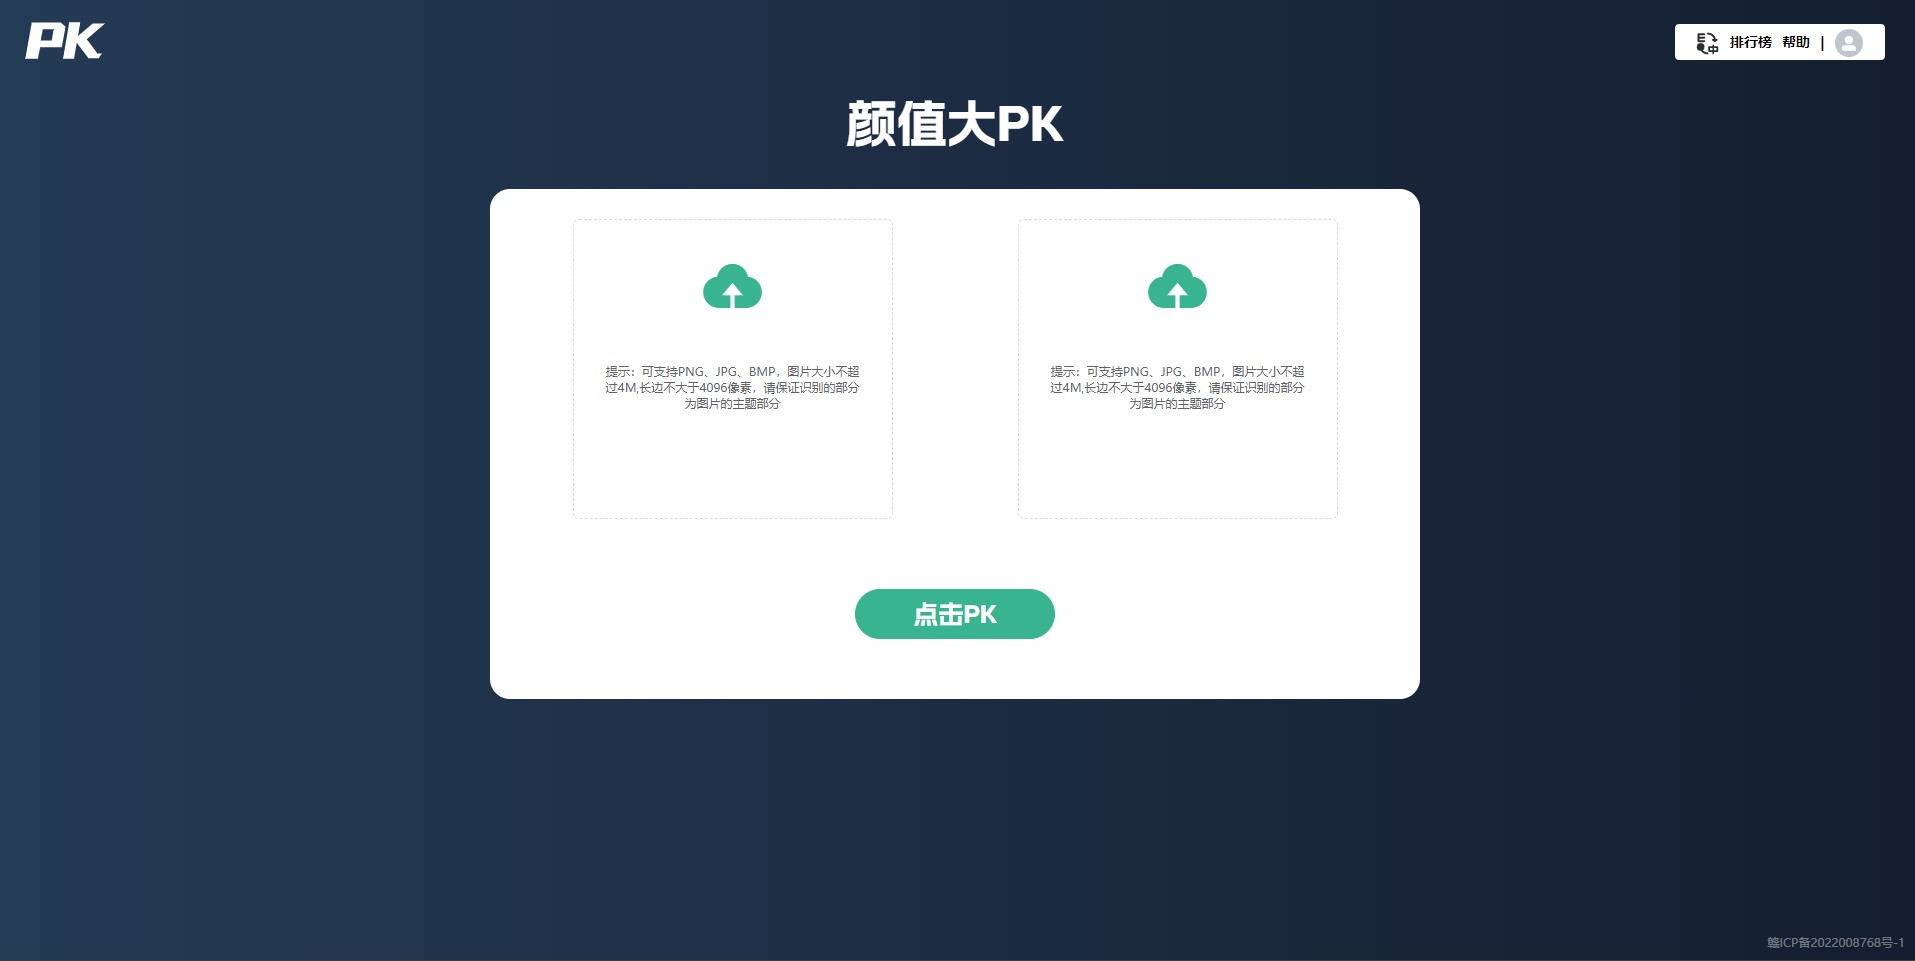 PK
排行榜 帮助 |
颜值大PK
提示：可支持PNG、JPG、BMP，图片大小不超
过4M,长边不大于4096像素，请保证识别的部分
为图片的主题部分
提示：可支持PNG、JPG、BMP，图片大小不超
过4M,长边不大于4096像素，请保证识别的部分
为图片的主题部分
点击PK
赣ICP备2022008768号-1